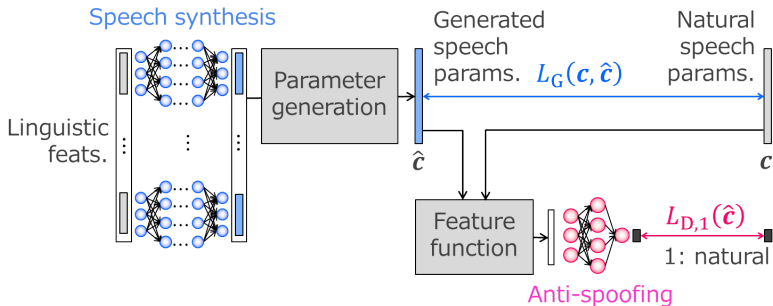 Speech synthesis
Linguistic
feats.
Parameter
generation
Generated
speech
params.
Natural
speech
params.
L_G(c, ĉ)
ĉ
c
Feature
function
L_D,1(ĉ)
1: natural
Anti-spoofing